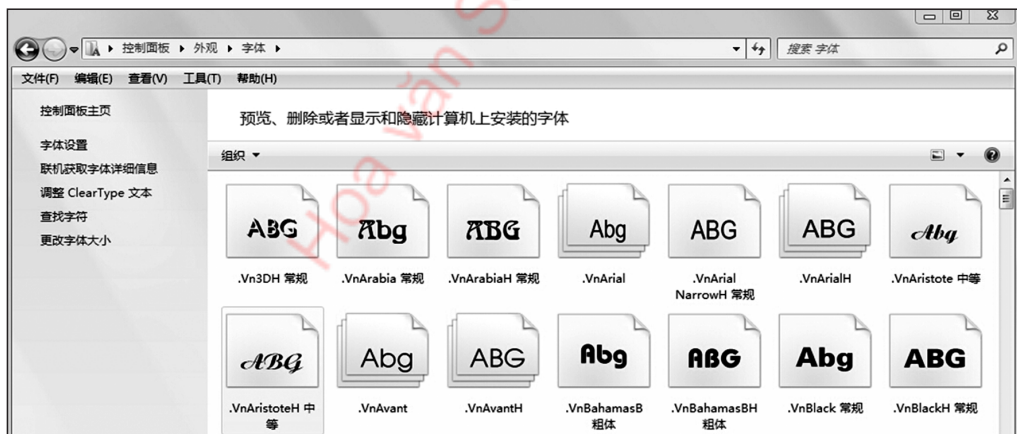 控制面板 ▸ 外观 ▸ 字体 ▸
搜索 字体
文件(F) 编辑(E) 查看(V) 工具(T) 帮助(H)
控制面板主页
字体设置
联机获取字体详细信息
调整 ClearType 文本
查找字符
更改字体大小
预览、删除或者显示和隐藏计算机上安装的字体
组织
ABG Abg ABG Abg ABG ABG Abg
.Vn3DH 常规 .VnArabia 常规 .VnArabiaH 常规 .VnArial .VnArial NarrowH 常规 .VnArialH .VnAristote 中等
ABG Abg ABG Abg ABG Abg ABG
.VnAristoteH 中等 .VnAvant .VnAvantH .VnBahamasB 粗体 .VnBahamasBH 粗体 .VnBlack 常规 .VnBlackH 常规
Hoa văn S